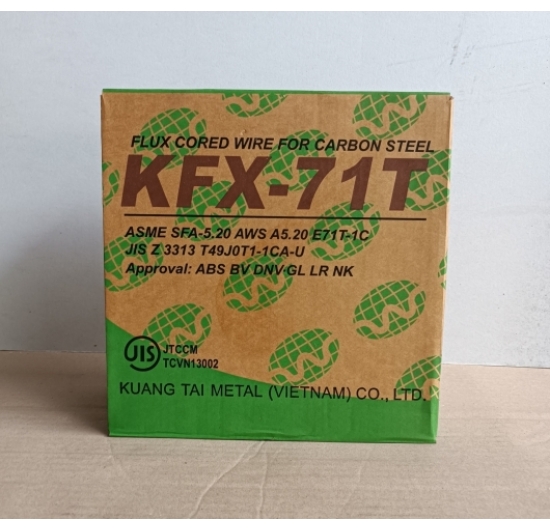 FLUX CORED WIRE FOR CARBON STEEL
KFX-71T
ASME SFA-5.20 AWS A5.20 E71T-1C
JIS Z 3313 T49J0T1-1CA-U
Approval: ABS BV DNV·GL LR NK
JIS JTCCM
TCVN13002
KUANG TAI METAL (VIETNAM) CO., LTD.